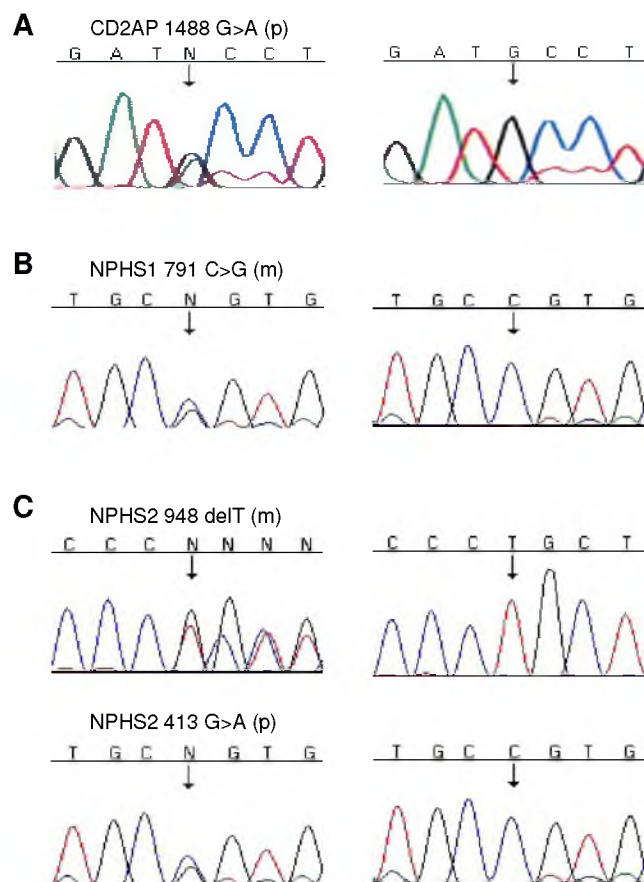 A
CD2AP 1488 G>A (p)
G A T N C C T
G A T G C C T
B
NPHS1 791 C>G (m)
T G C N G T G
T G C C G T G
C
NPHS2 948 delT (m)
C C C N N N N
C C C T G C T
NPHS2 413 G>A (p)
T G C N G T G
T G C C G T G